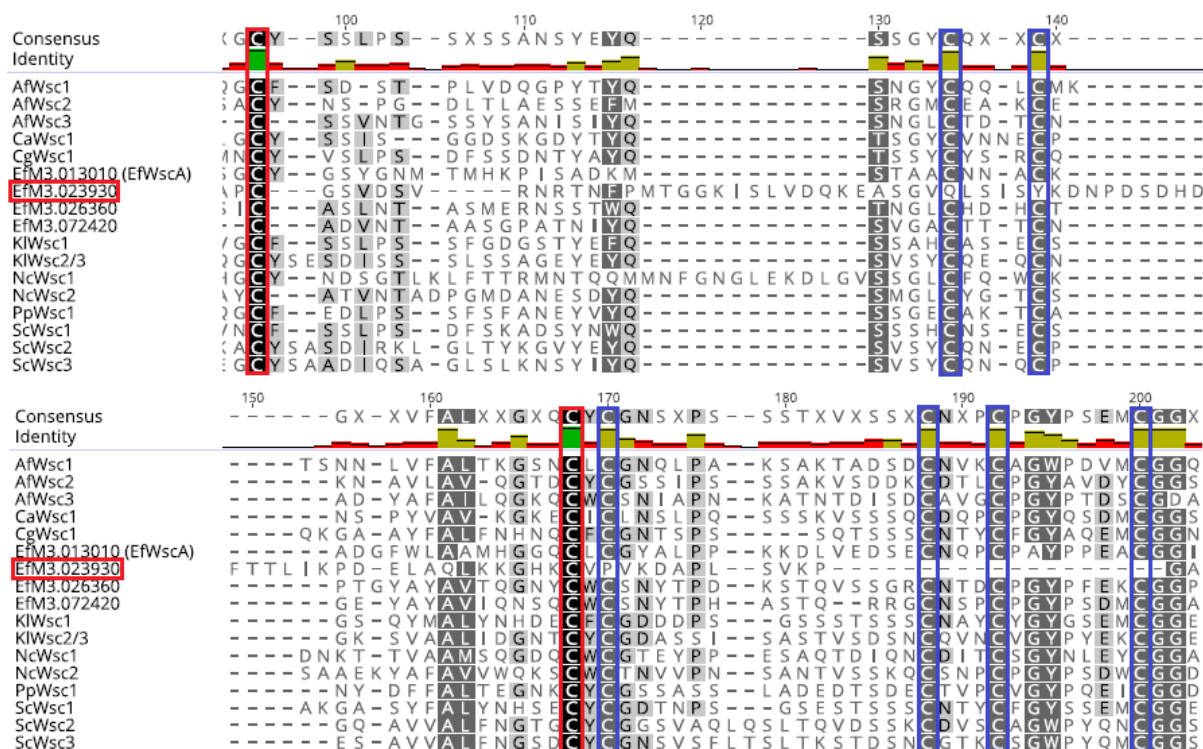 100 110 120 130 140
Consensus X G C Y - S S L P S - - S X S S A N S Y E Y Q - - - - - - - - - - - - - S S G Y C Q X - - X C X - - - - - - - -
Identity
AfWsc1 Q G C F - - S D - S T - - P L V D Q G P Y T Y Q - - - - - - - - - - - - - S N G Y C Q Q - L C M K - - - - - - -
AfWsc2 S A C Y - - N S - P G - - D L T L A E S S E F M - - - - - - - - - - - - - S R G M C E A - K C E - - - - - - - -
AfWsc3 - - C - - - S S V N T G - S S Y S A N I S I Y Q - - - - - - - - - - - - - S N G L C T D - T C N - - - - - - - -
CaWsc1 L G C Y - - S S I S - - - G G D S K G D Y T Y Q - - - - - - - - - - - - - T S G Y C V N N E C P - - - - - - - -
CgWsc1 M N C Y - - V S L P S - - D F S S D N T Y A Y Q - - - - - - - - - - - - - T S S Y C Y S - R C Q - - - - - - - -
EfM3.013010 (EfWscA) S G C Y - - G S Y G N M - T M H K P I S A D K M - - - - - - - - - - - - - S T A A C N N - A C K - - - - - - - -
EfM3.023930 A P C - - - G S V D S V - - - - R N R T N F P M T G G K I S L V D Q K E A S G V Q L S I S Y K D N P D S D H D
EfM3.026360 S I C - - - A S L N T - - A S M E R N S S T W Q - - - - - - - - - - - - - T N G L C H D - H C T - - - - - - - -
EfM3.072420 - - C - - - A D V N T - - A A S G P A T N I Y Q - - - - - - - - - - - - - S V G A C T T - T C N - - - - - - - -
KlWsc1 V G C F - - S S L P S - - S F G D G S T Y E F Q - - - - - - - - - - - - - S S A H C A S - E C S - - - - - - - -
KlWsc2/3 Q G C Y S E S D I S S - - S L S S A G E Y E Y Q - - - - - - - - - - - - - S V S Y C Q E - Q C N - - - - - - - -
NcWsc1 H G C Y - - N D S G T L K L F T T R M N T Q Q M M N F G N G L E K D L G V S S G L C F Q - W C K - - - - - - - -
NcWsc2 A Y C - - - A T V N T A D P G M D A N E S D Y Q - - - - - - - - - - - - - S M G L C Y G - T C S - - - - - - - -
PpWsc1 Q G C F - - E D L P S - - S F S F A N E Y V Y Q - - - - - - - - - - - - - S S G E C A K - T C A - - - - - - - -
ScWsc1 V N C F - - S S L P S - - D F S K A D S Y N W Q - - - - - - - - - - - - - S S S H C N S - E C S - - - - - - - -
ScWsc2 K A C Y S A S D I R K L - G L T Y K G V Y E Y Q - - - - - - - - - - - - - S V S Y C Q N - E C P - - - - - - - -
ScWsc3 E G C Y S A A D I Q S A - G L S L K N S Y I Y Q - - - - - - - - - - - - - S V S Y C Q N - Q C P - - - - - - - -
150 160 170 180 190 200
Consensus G X - X V F A L X X G X Q C Y C G N S X P S - - S S T X V X S S X C N X P C P G Y P S E M C G G X
Identity
AfWsc1 - - - - T S N N - L V F A L T K G S N C L C G N Q L P A - - K S A K T A D S D K C N V K C A G W P D V M C G G Q
AfWsc2 - - - - - - K N - A V L A V - Q G T D C Y C G S S I P S - - K S A K V S D D K C D T L C P G Y A V D Y C G G S
AfWsc3 - - - - - - A D - Y A F A I L Q G K Q C W C S N I A P N - - K A T N T D I S D C A V G C P G Y P T D S C G D A
CaWsc1 - - - - - - N S - P Y V A V - K G K E C I C L N S L P Q - - S S S K V S S S Q C D Q P C P G Y Q S D M C G G S
CgWsc1 - - - - Q K G A - A Y F A L F N H N Q C F C G N T S P S - - S S S Q V S S S K C N T Y C F G Y A Q E M C G N
EfM3.013010 (EfWscA) - - - - - - A D G F W L A A M H G G Q C L C G Y A L P P - - K K D L V E D S E C N Q P C P A Y P P E A C G G I
EfM3.023930 F T T L I K P D - E L A Q L K K G H K C V P V K D A P L - - S V K P - - - - - - - - - - - - - - - - - - G A
EfM3.026360 - - - - - - P T G Y A Y A V T Q G N Y C W C N Y T P D - - K S T Q V S S G R C N T D C P G Y P F E K C G G A
EfM3.072420 - - - - - - G E - Y A Y A V I Q N S Q C W C S N Y T P H - - A S T Q - - R R G C N S P C P G Y P S D M C G G A
KlWsc1 - - - - - - G S - Q Y M A L Y N H D E C F C G D D D P S - - G S S S T S S S K C N A Y C Y G Y G S E M C G G
KlWsc2/3 - - - - - - G K - S V A A L I D G N T C Y C G D A S S I - - S A S T V S D S N C Q V N C V G Y P Y E C G G
NcWsc1 - - - - D N K T - T V A A M S Q G D Q C W C G T E Y P P - - E S A Q T D I Q N C D I T C S G Y N L E Y C G G A
NcWsc2 - - - - S A A E K Y A F A V V W Q K S C W C T N V V P N - - S A N T V S S K Q C S N P C P G Y P S D W C G G
PpWsc1 - - - - - - N Y - D F F A L T E G N K C Y C G S S A S S - - L A D E D T S D E C T V P C V G Y P Q E I C G G D
ScWsc1 - - - - A K G A - S Y F A L Y N H S E C Y C G D T N P S - - G S E S T S S S S C N T Y C F G Y S S E M C G G
ScWsc2 - - - - - - G Q - A V V A L F N G T G C Y C G G S V A Q L Q S L T Q V D S S K C D V S C A G W P Y Q M C G G
ScWsc3 - - - - - - E S - A V V A L F N G S D C Y C G N S V S F L T S L T K S T D S N C G T K C S G W P Y Q M C G G